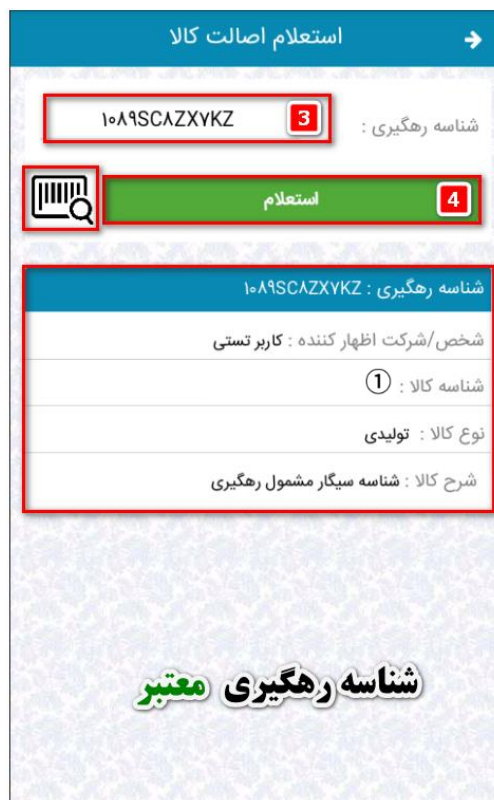 استعلام اصالت کالا
شناسه رهگیری : 3 ۱۰۸۹SC۸ZX۷KZ
استعلام 4
شناسه رهگیری : ۱۰۸۹SC۸ZX۷KZ
شخص/شرکت اظهار کننده : کاربر تستی
شناسه کالا : ①
نوع کالا : تولیدی
شرح کالا : شناسه سیگار مشمول رهگیری
شناسه رهگیری معتبر